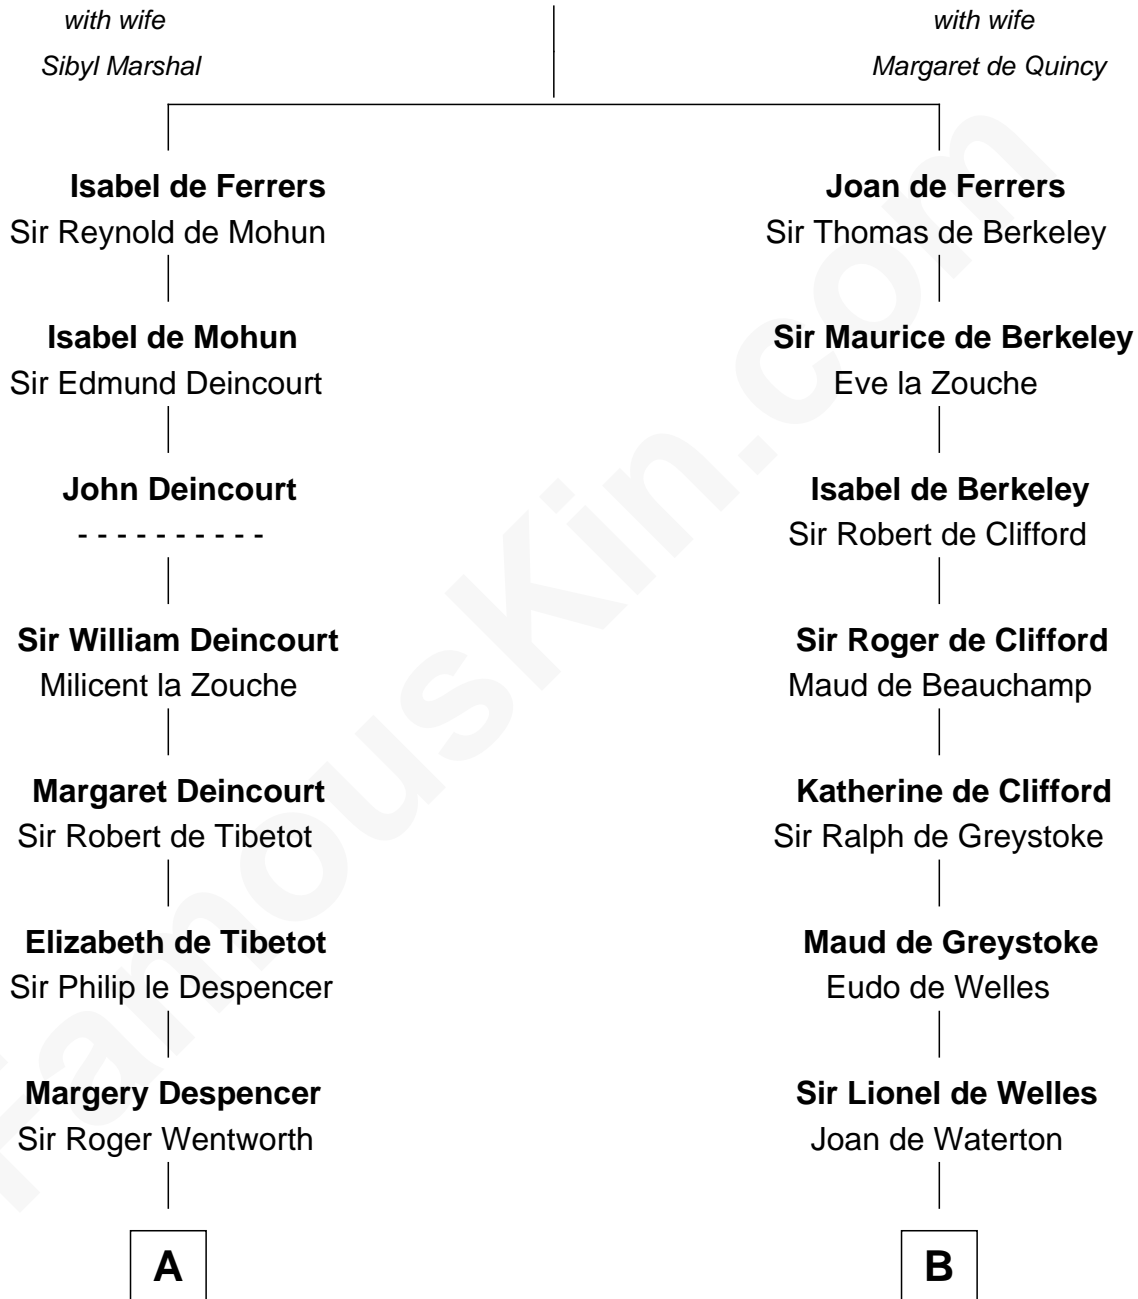 with wife
Sibyl Marshal
with wife
Margaret de Quincy
Isabel de Ferrers
Sir Reynold de Mohun
Joan de Ferrers
Sir Thomas de Berkeley
Isabel de Mohun
Sir Edmund Deincourt
Sir Maurice de Berkeley
Eve la Zouche
John Deincourt
- - - - - - - - - -
Isabel de Berkeley
Sir Robert de Clifford
Sir William Deincourt
Milicent la Zouche
Sir Roger de Clifford
Maud de Beauchamp
Margaret Deincourt
Sir Robert de Tibetot
Katherine de Clifford
Sir Ralph de Greystoke
Elizabeth de Tibetot
Sir Philip le Despencer
Maud de Greystoke
Eudo de Welles
Margery Despencer
Sir Roger Wentworth
Sir Lionel de Welles
Joan de Waterton
A
B
FamousKin.com